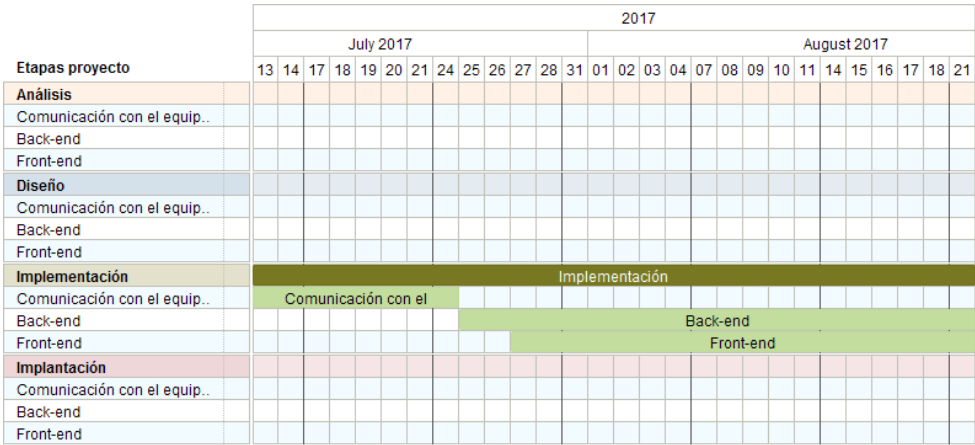 2017
July 2017 August 2017
Etapas proyecto 13 14 17 18 19 20 21 24 25 26 27 28 31 01 02 03 04 07 08 09 10 11 14 15 16 17 18 21
Análisis
Comunicación con el equip..
Back-end
Front-end
Diseño
Comunicación con el equip..
Back-end
Front-end
Implementación Implementación
Comunicación con el equip.. Comunicación con el
Back-end Back-end
Front-end Front-end
Implantación
Comunicación con el equip..
Back-end
Front-end